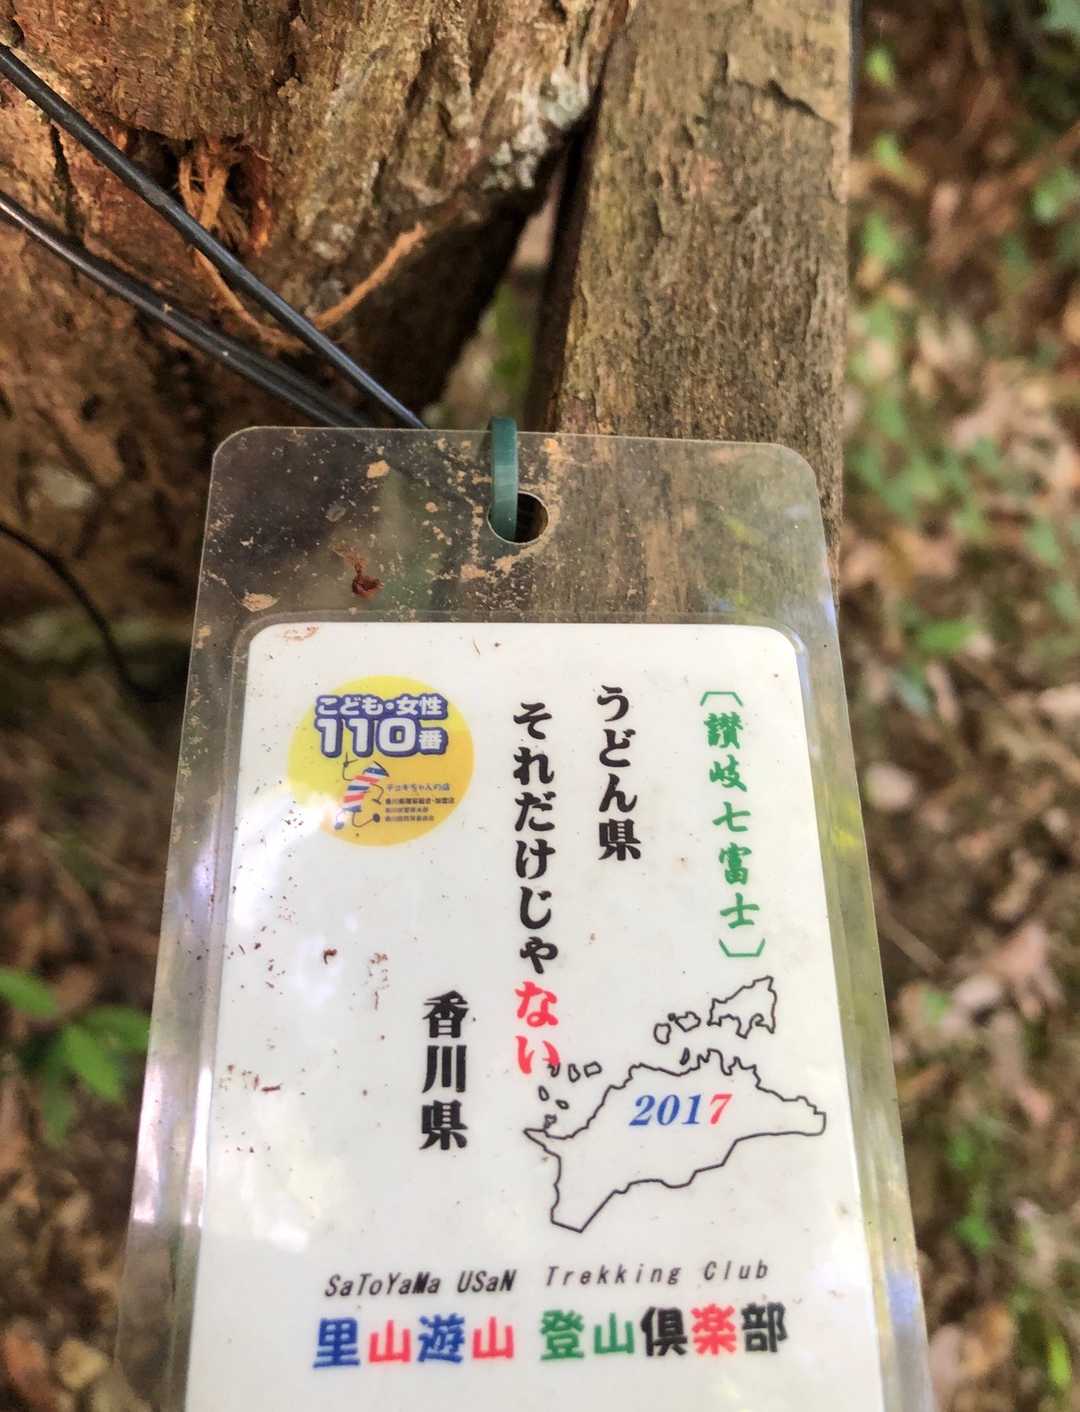 〔讃岐七富士〕
うどん県
それだけじゃない
香川県
こども・女性
110番
2017
SaToYaMa USaN Trekking Club
里山遊山 登山倶楽部